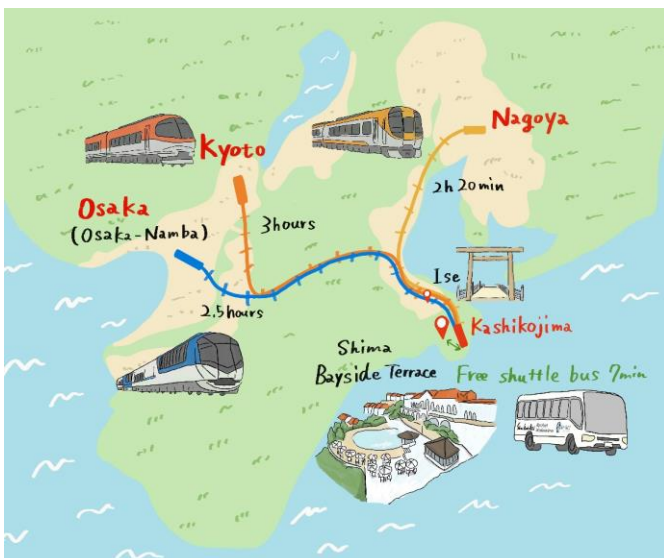 Kyoto
Nagoya
Osaka
(Osaka-Namba)
3hours
2h 20min
2.5hours
Ise
Kashikojima
Shima
Bayside Terrace
Free shuttle bus 7min